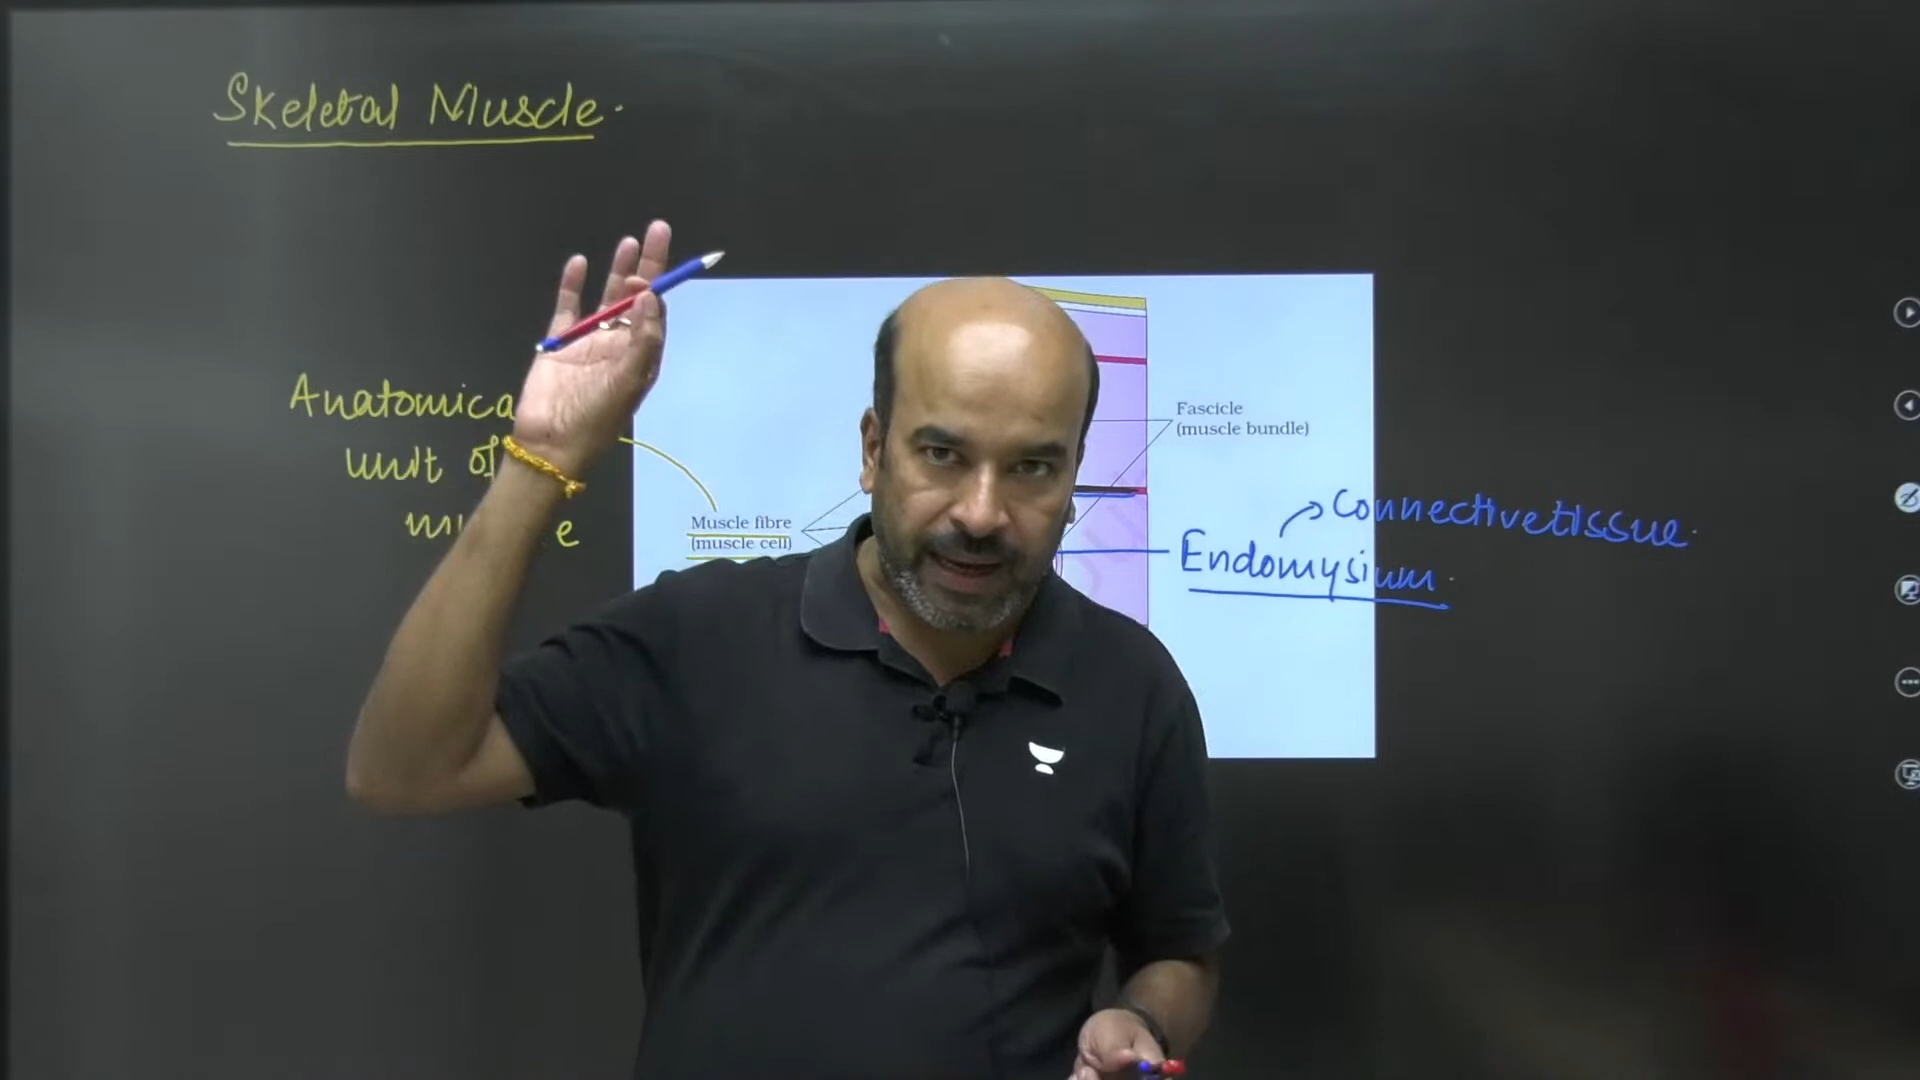 Skeletal Muscle.
Anatomica
unit of
Fascicle
(muscle bundle)
Muscle fibre
(muscle cell)
Connective tissue.
Endomysium.